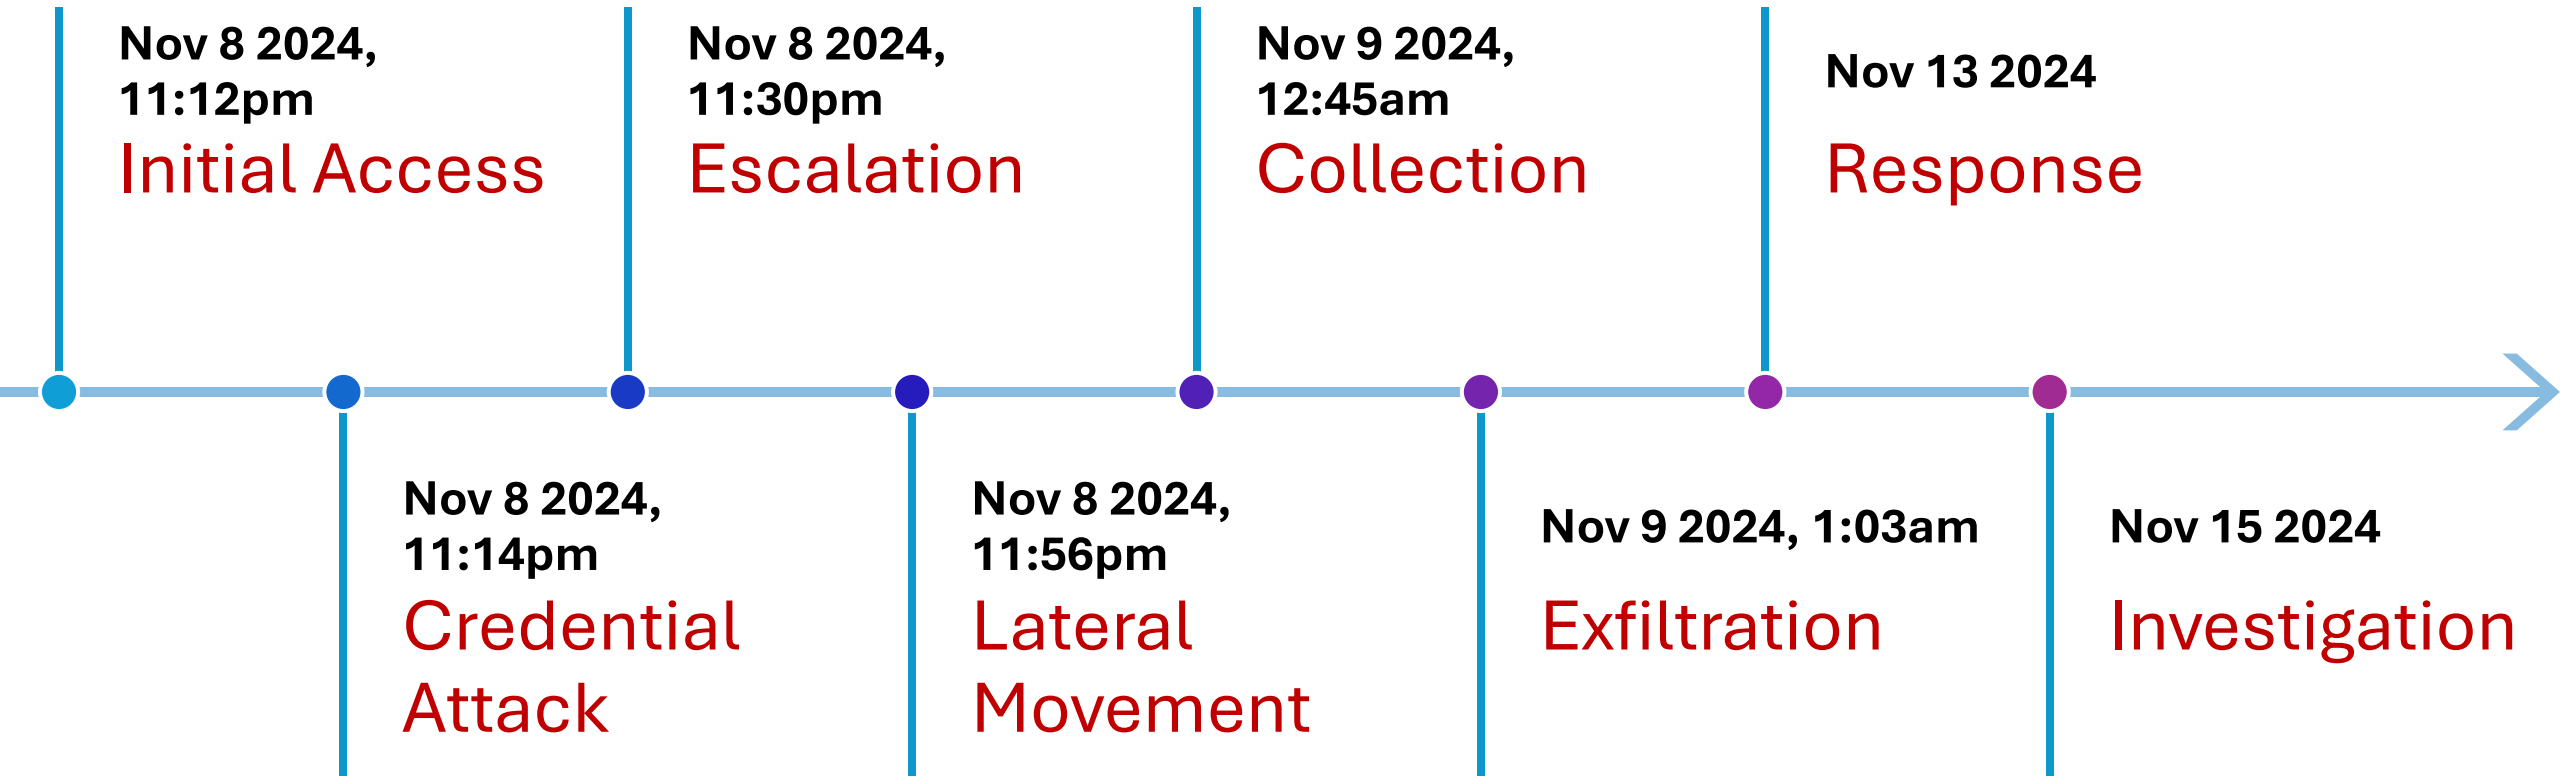 Nov 8 2024,
11:12pm
Initial Access
Nov 8 2024,
11:14pm
Credential
Attack
Nov 8 2024,
11:30pm
Escalation
Nov 8 2024,
11:56pm
Lateral
Movement
Nov 9 2024,
12:45am
Collection
Nov 9 2024, 1:03am
Exfiltration
Nov 13 2024
Response
Nov 15 2024
Investigation